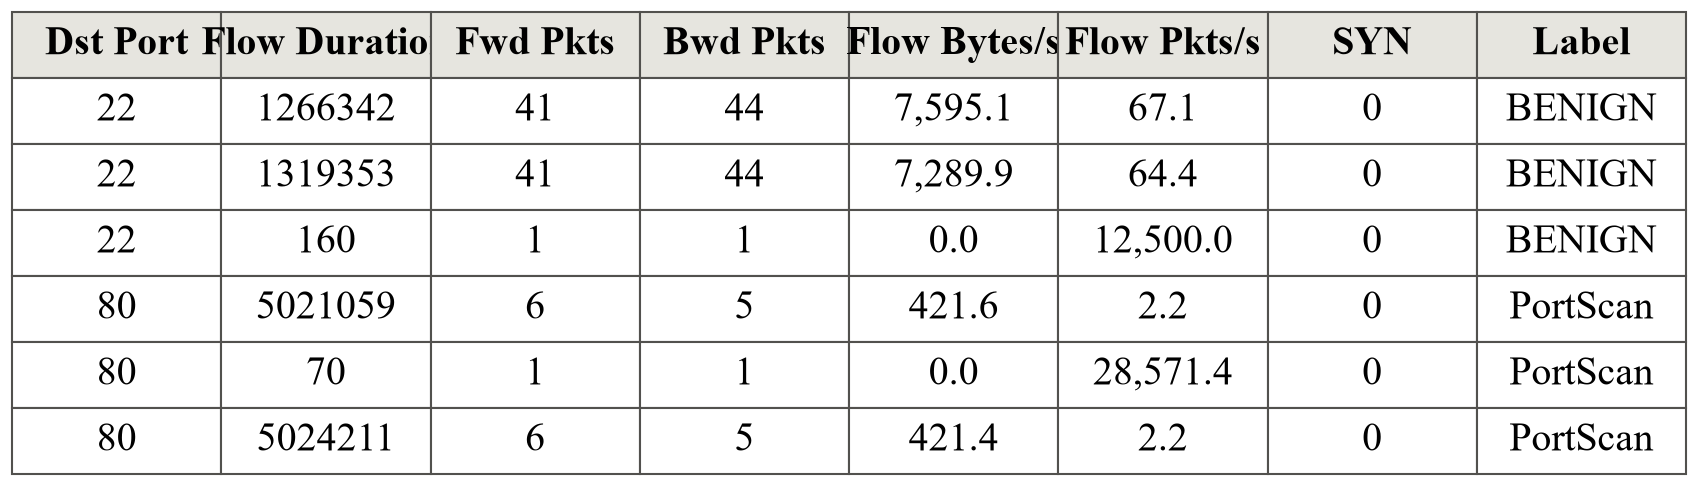 Dst Port Flow Duratio Fwd Pkts Bwd Pkts Flow Bytes/s Flow Pkts/s SYN Label
22 1266342 41 44 7,595.1 67.1 0 BENIGN
22 1319353 41 44 7,289.9 64.4 0 BENIGN
22 160 1 1 0.0 12,500.0 0 BENIGN
80 5021059 6 5 421.6 2.2 0 PortScan
80 70 1 1 0.0 28,571.4 0 PortScan
80 5024211 6 5 421.4 2.2 0 PortScan